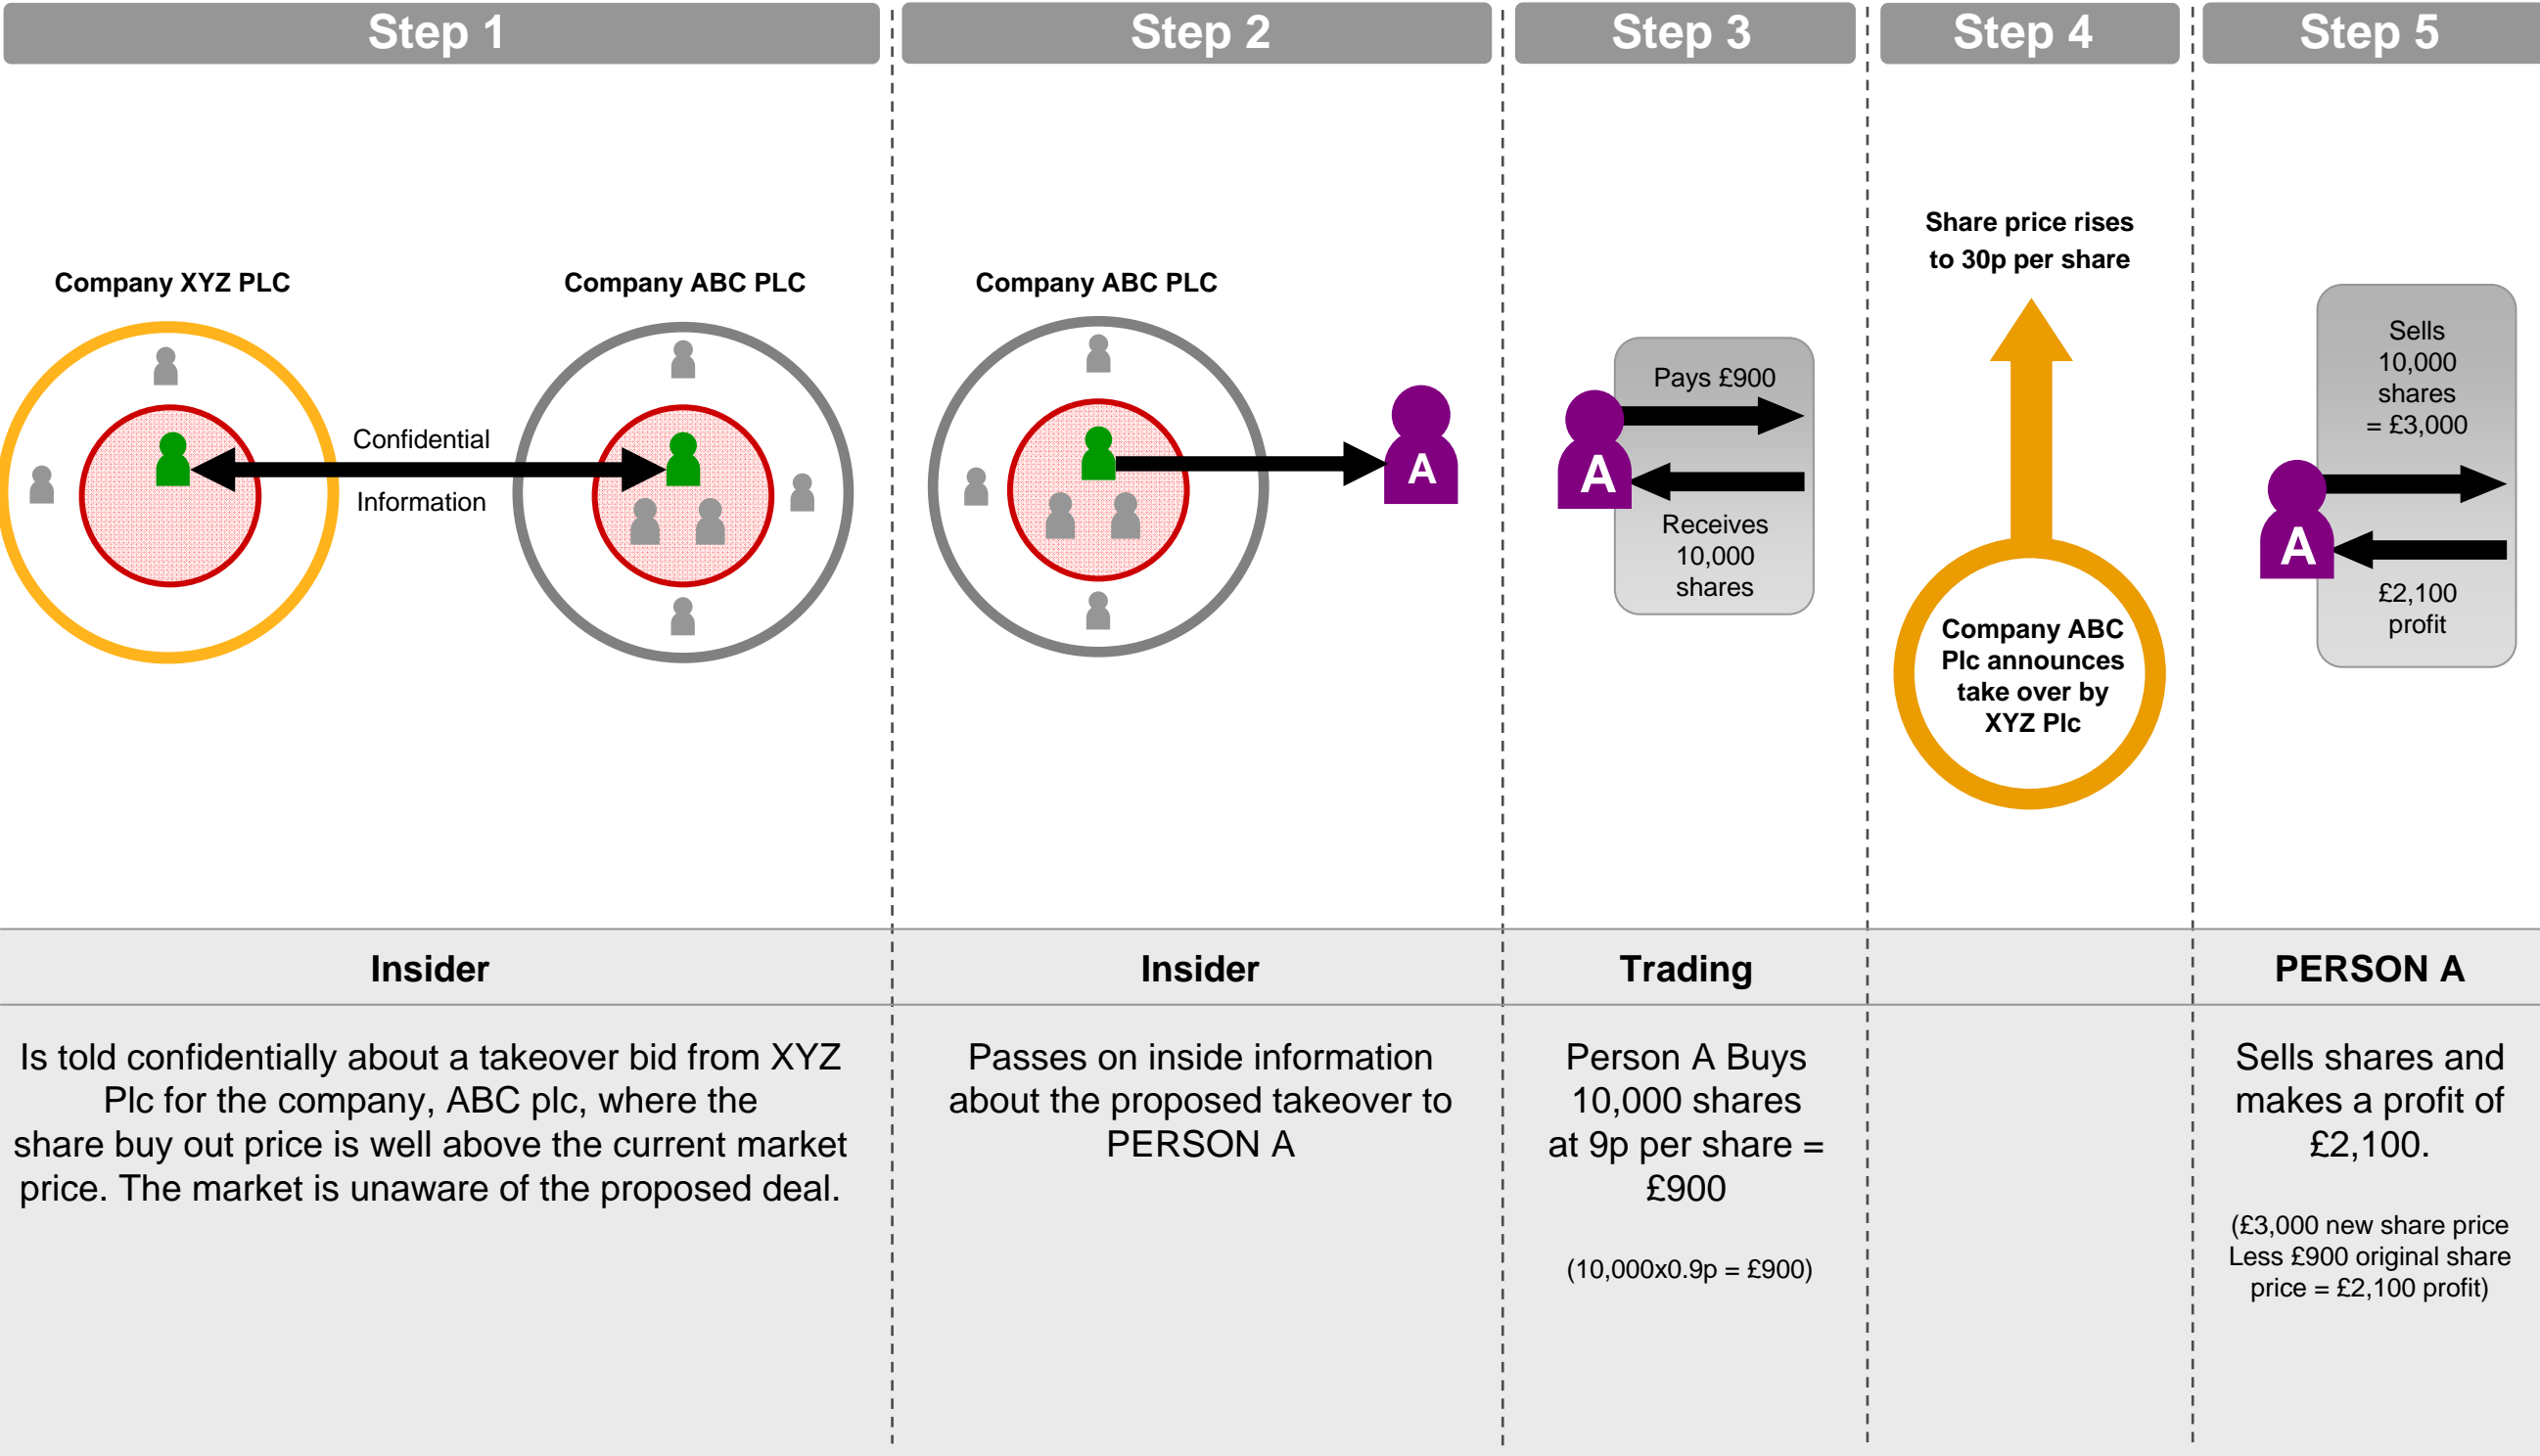 Step 1
Step 2
Step 3
Step 4
Step 5
Company XYZ PLC
Company ABC PLC
Confidential
Information
Company ABC PLC
A
A
Pays £900
Receives
10,000
shares
Share price rises
to 30p per share
Company ABC
Plc announces
take over by
XYZ Plc
Sells
10,000
shares
= £3,000
A
£2,100
profit
Insider
Is told confidentially about a takeover bid from XYZ
Plc for the company, ABC plc, where the
share buy out price is well above the current market
price. The market is unaware of the proposed deal.
Insider
Passes on inside information
about the proposed takeover to
PERSON A
Trading
Person A Buys
10,000 shares
at 9p per share =
£900
(10,000x0.9p = £900)
PERSON A
Sells shares and
makes a profit of
£2,100.
(£3,000 new share price
Less £900 original share
price = £2,100 profit)